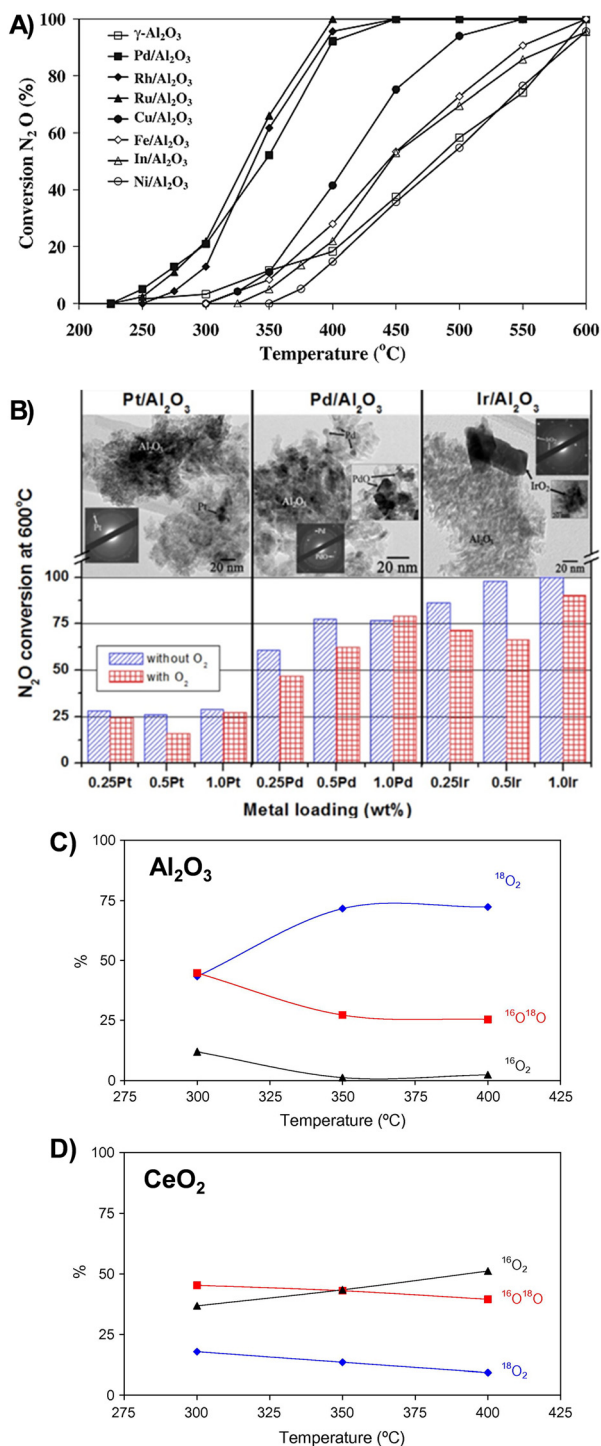 A)
γ-Al₂O₃
Pd/Al₂O₃
Rh/Al₂O₃
Ru/Al₂O₃
Cu/Al₂O₃
Fe/Al₂O₃
In/Al₂O₃
Ni/Al₂O₃
Conversion N₂O (%)
100
80
60
40
20
0
200 250 300 350 400 450 500 550 600
Temperature (°C)
B)
Pt/Al₂O₃ Pd/Al₂O₃ Ir/Al₂O₃
Al₂O₃
Pt
Pt
20 nm
Pd
PdO
Al₂O₃
Pd
PdO
20 nm
IrO₂
Al₂O₃
20 nm
N₂O conversion at 600°C
100
75
50
25
0
without O₂
with O₂
0.25Pt 0.5Pt 1.0Pt 0.25Pd 0.5Pd 1.0Pd 0.25Ir 0.5Ir 1.0Ir
Metal loading (wt%)
C)
Al₂O₃
%
100
75
50
25
0
¹⁸O₂
¹⁶O¹⁸O
¹⁶O₂
275 300 325 350 375 400 425
Temperature (ºC)
D)
CeO₂
%
100
75
50
25
0
¹⁶O₂
¹⁶O¹⁸O
¹⁸O₂
275 300 325 350 375 400 425
Temperature (ºC)